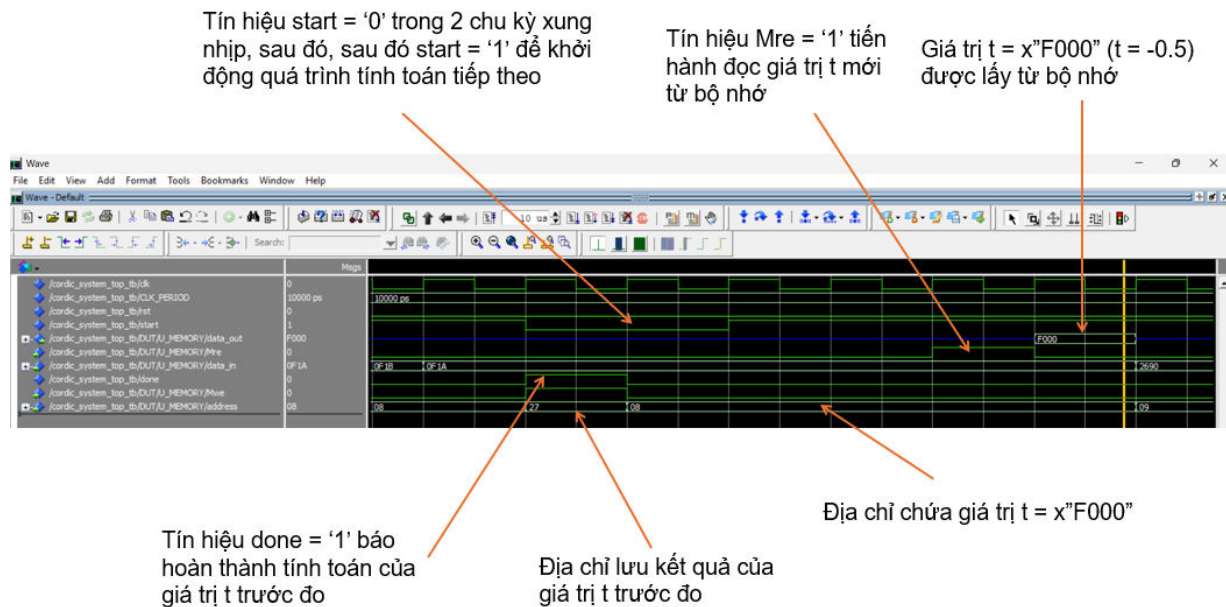 Tín hiệu start = ‘0’ trong 2 chu kỳ xung
nhịp, sau đó, sau đó start = ‘1’ để khởi
động quá trình tính toán tiếp theo
Tín hiệu Mre = ‘1’ tiến
hành đọc giá trị t mới
từ bộ nhớ
Giá trị t = x”F000” (t = -0.5)
được lấy từ bộ nhớ
Wave
File Edit View Add Format Tools Bookmarks Window Help
Wave - Default
10 us
Search:
Msgs
/cordic_system_top_tb/clk 0
/cordic_system_top_tb/CLK_PERIOD 10000 ps 10000 ps
/cordic_system_top_tb/rst 0
/cordic_system_top_tb/start 1
/cordic_system_top_tb/DUT/U_MEMORY/data_out F000 F000
/cordic_system_top_tb/DUT/U_MEMORY/Mre 0
/cordic_system_top_tb/DUT/U_MEMORY/data_in 0F1A 0F1B 0F1A 2690
/cordic_system_top_tb/done 0
/cordic_system_top_tb/DUT/U_MEMORY/Mwe 0
/cordic_system_top_tb/DUT/U_MEMORY/address 08 08 27 08 09
Địa chỉ chứa giá trị t = x”F000”
Tín hiệu done = ‘1’ báo
hoàn thành tính toán của
giá trị t trước đo
Địa chỉ lưu kết quả của
giá trị t trước đo